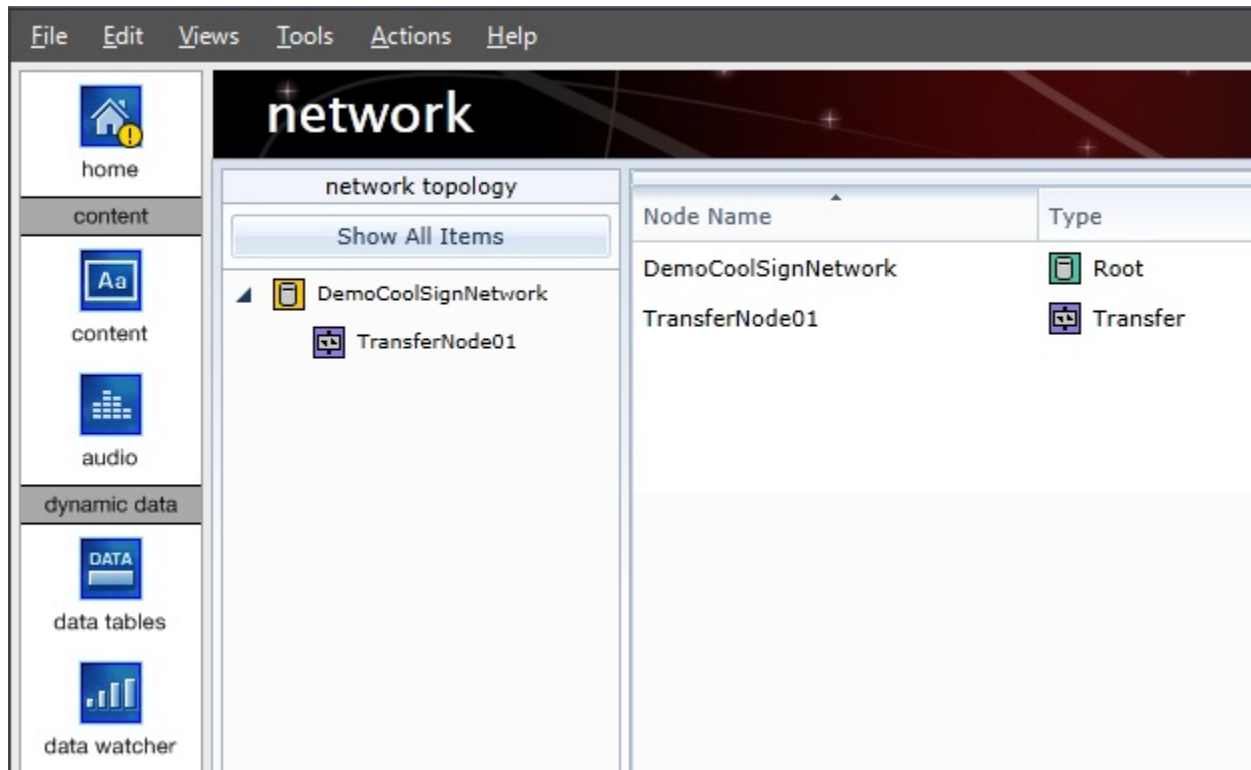 File Edit Views Tools Actions Help
home
content
Aa
content
audio
dynamic data
DATA
data tables
data watcher
network
network topology
Show All Items
DemoCoolSignNetwork
TransferNode01
Node Name Type
DemoCoolSignNetwork Root
TransferNode01 Transfer